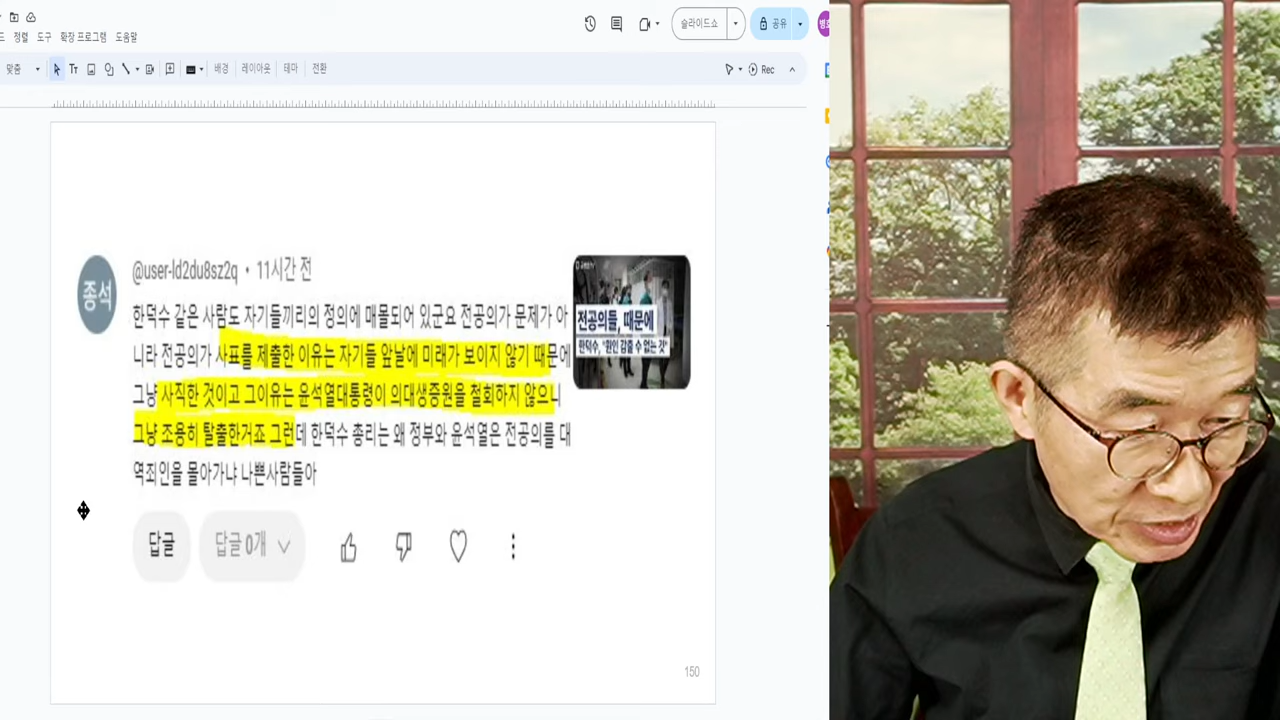 정렬 도구 확장 프로그램 도움말
슬라이드쇼
공유
맞춤
배경 레이아웃 테마 전환
Rec
종석
@user-ld2du8sz2q • 11시간 전
한덕수 같은 사람도 자기들끼리의 정의에 매몰되어 있군요 전공의가 문제가 아
니라 전공의가 사표를 제출한 이유는 자기들 앞날에 미래가 보이지 않기 때문에
그냥 사직한 것이고 그이유는 윤석열대통령이 의대생증원을 철회하지 않으니
그냥 조용히 탈출한거죠 그런데 한덕수 총리는 왜 정부와 윤석열은 전공의를 대
역죄인을 몰아가냐 나쁜사람들아
전공의들, 때문에
한덕수, "환인 감출 수 없는 것"
답글
답글 0개
150